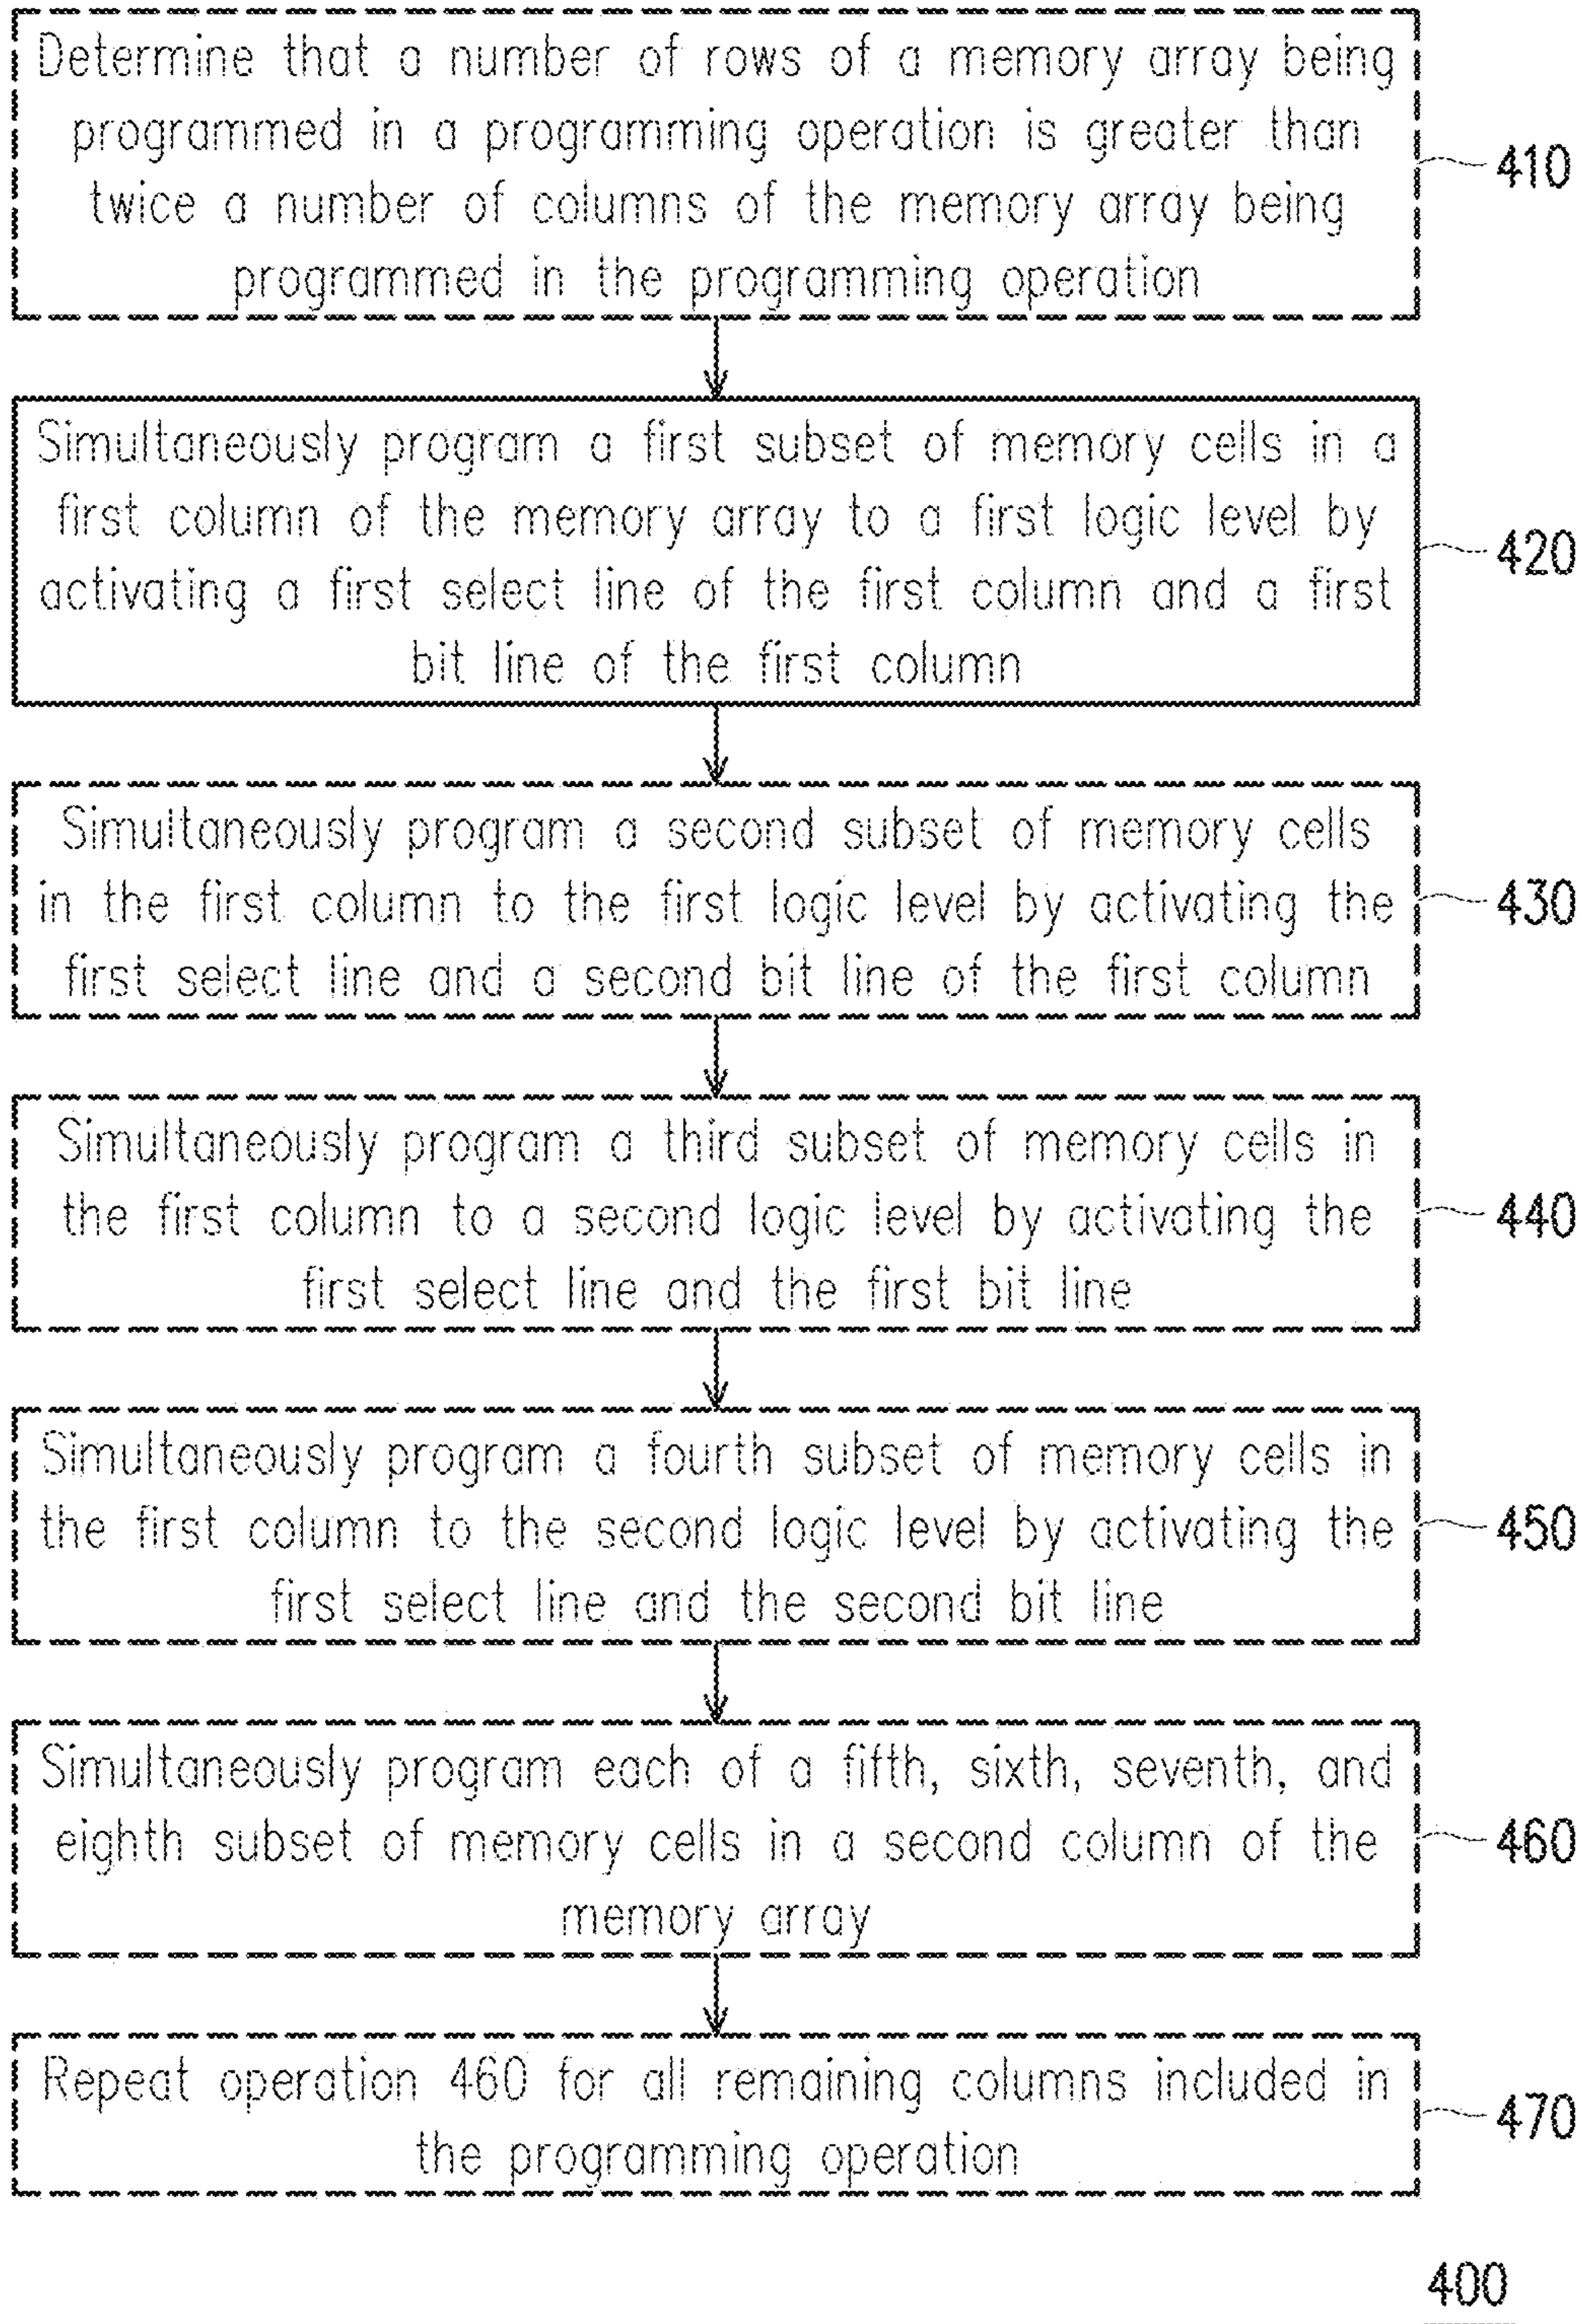 Determine that a number of rows of a memory array being
programmed in a programming operation is greater than
twice a number of columns of the memory array being
programmed in the programming operation
410
Simultaneously program a first subset of memory cells in a
first column of the memory array to a first logic level by
activating a first select line of the first column and a first
bit line of the first column
420
Simultaneously program a second subset of memory cells
in the first column to the first logic level by activating the
first select line and a second bit line of the first column
430
Simultaneously program a third subset of memory cells in
the first column to a second logic level by activating the
first select line and the first bit line
440
Simultaneously program a fourth subset of memory cells in
the first column to the second logic level by activating the
first select line and the second bit line
450
Simultaneously program each of a fifth, sixth, seventh, and
eighth subset of memory cells in a second column of the
memory array
460
Repeat operation 460 for all remaining columns included in
the programming operation
470
400